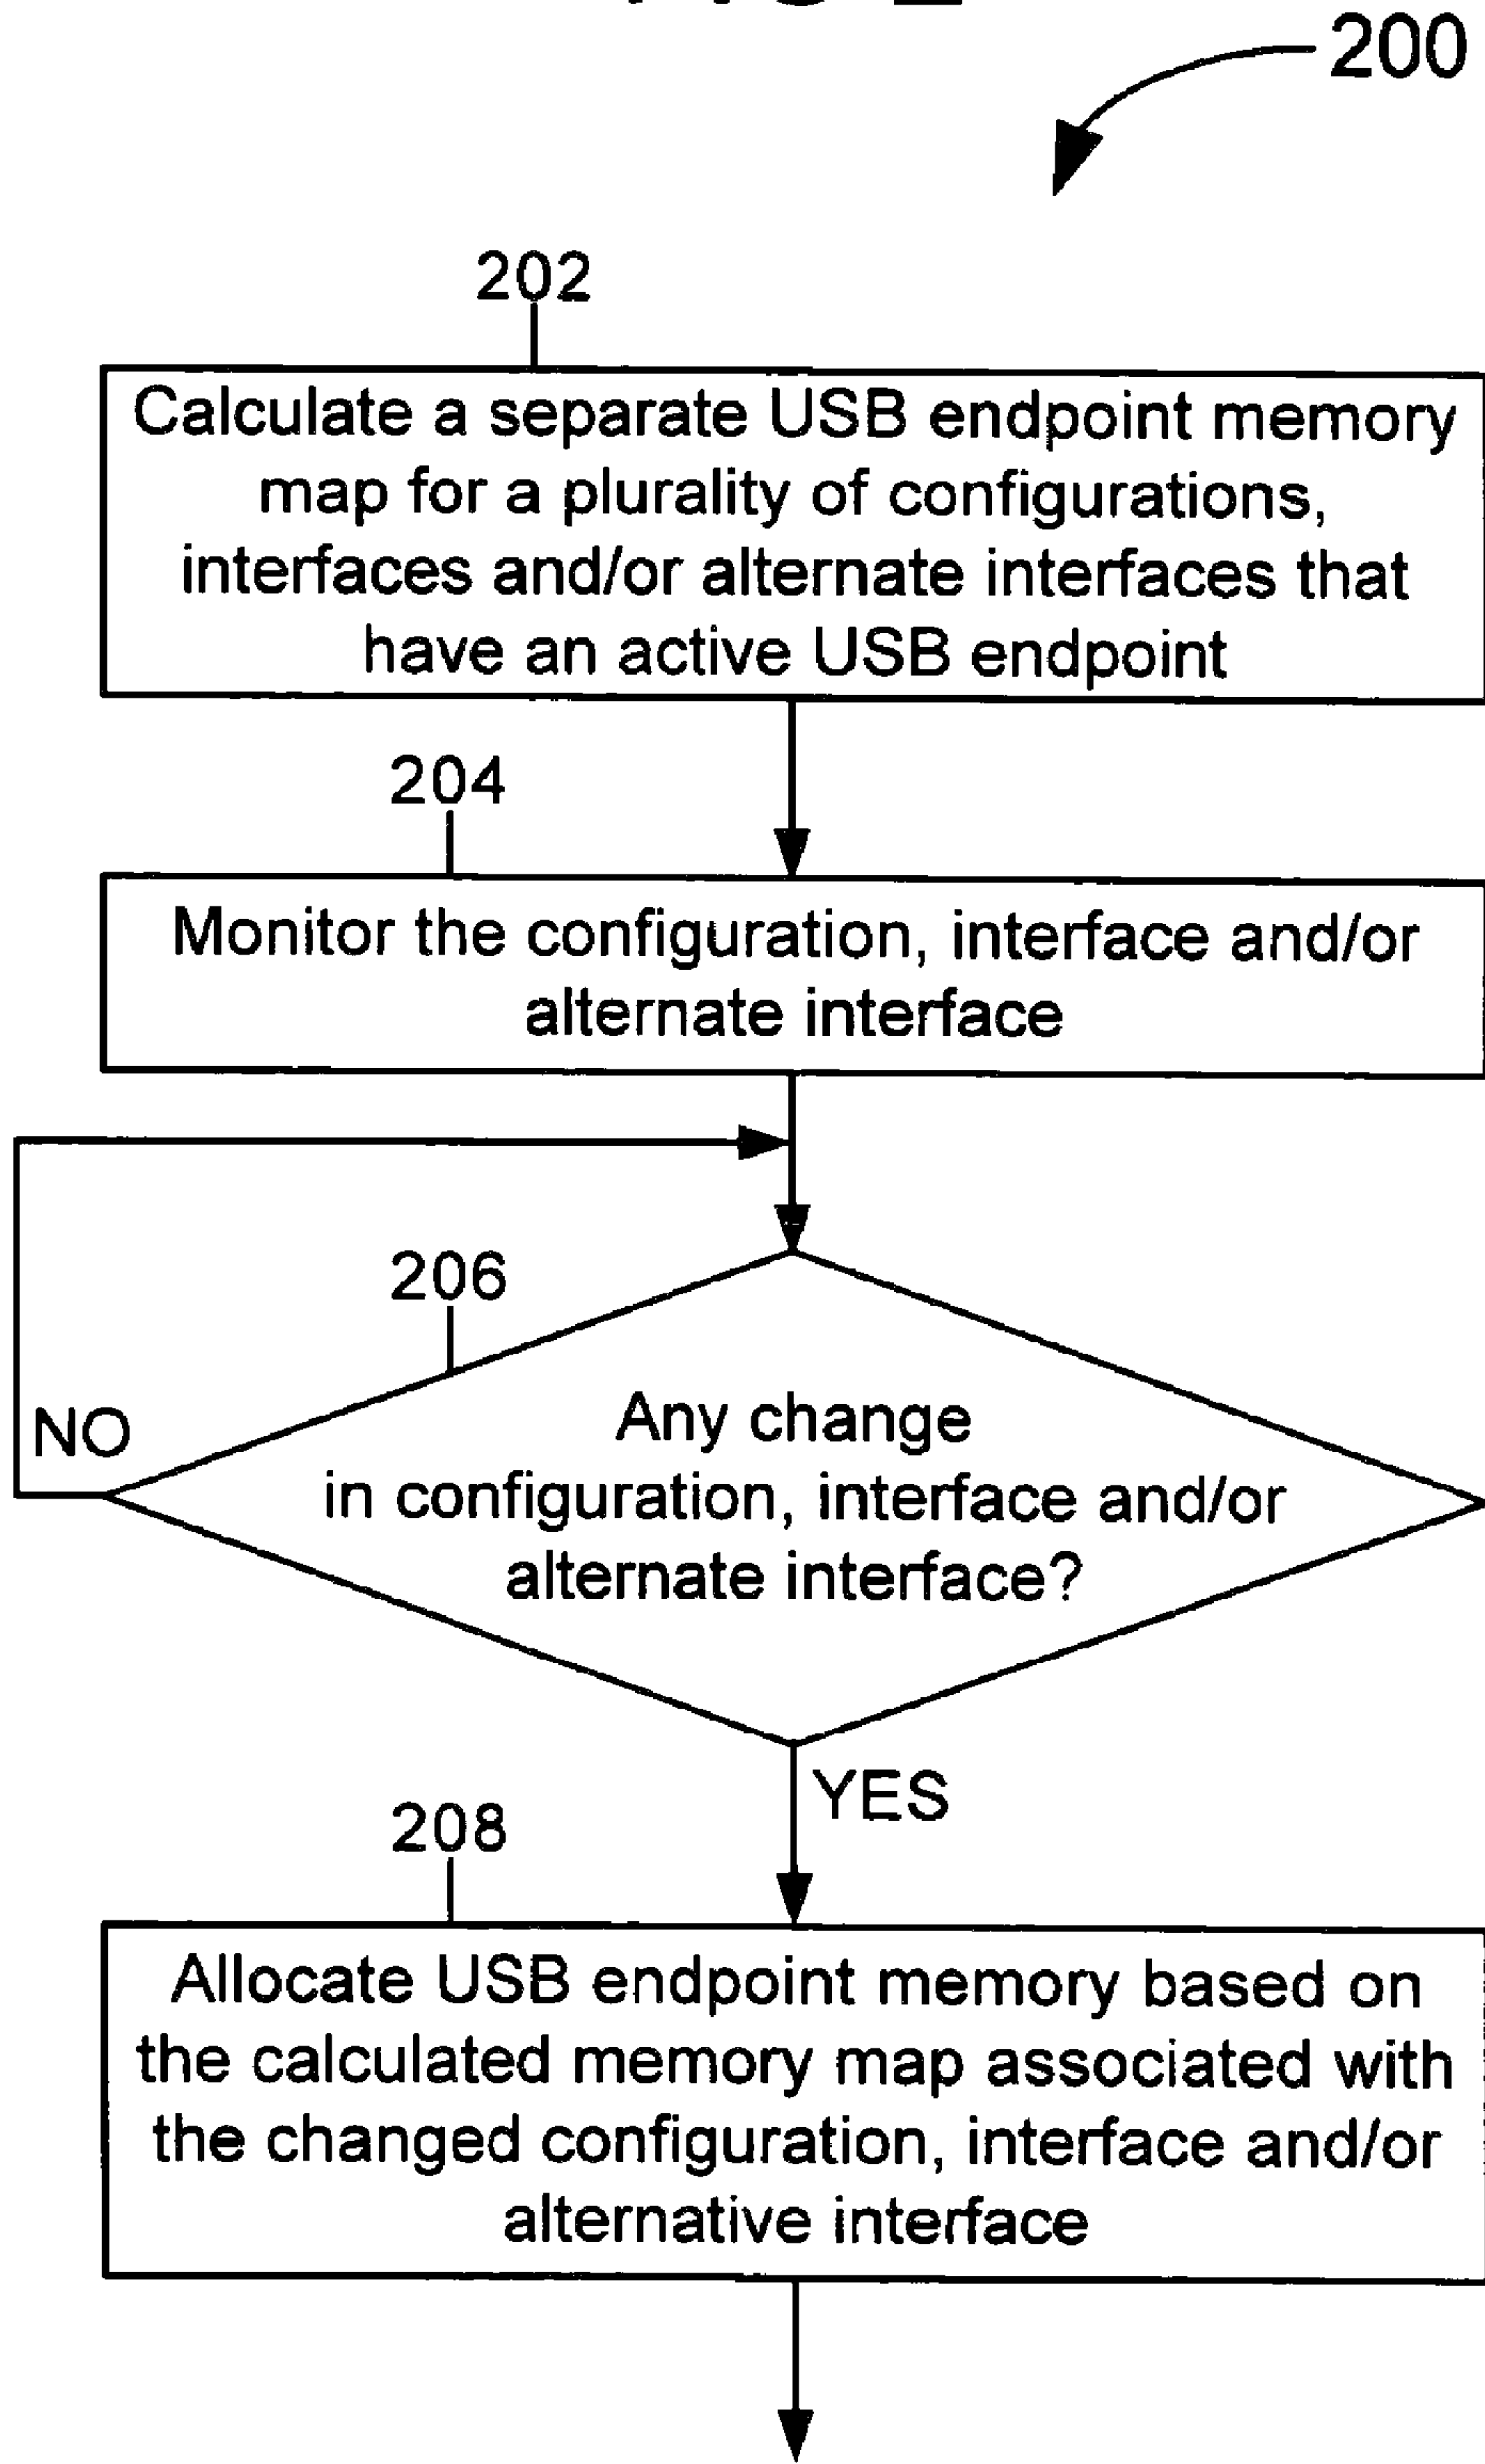 200
202
Calculate a separate USB endpoint memory
map for a plurality of configurations,
interfaces and/or alternate interfaces that
have an active USB endpoint
204
Monitor the configuration, interface and/or
alternate interface
206
NO
Any change
in configuration, interface and/or
alternate interface?
YES
208
Allocate USB endpoint memory based on
the calculated memory map associated with
the changed configuration, interface and/or
alternative interface